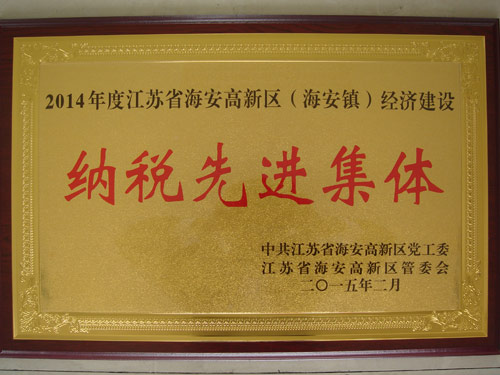 2014年度江苏省海安高新区（海安镇）经济建设
纳税先进集体
中共江苏省海安高新区党工委
江苏省海安高新区管委会
二〇一五年二月